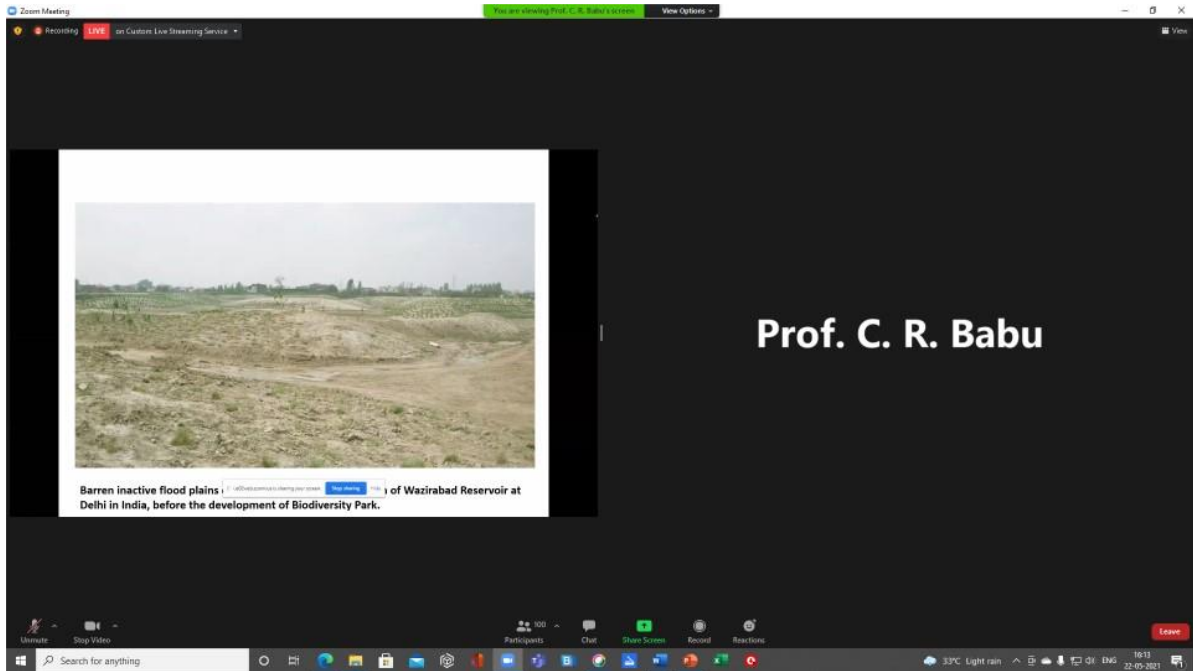 Zoom Meeting
You are viewing Prof. C. R. Babu's screen View Options
Recording LIVE on Custom Live Streaming Service
View
Prof. C. R. Babu
Barren inactive flood plains of Wazirabad Reservoir at
Stop sharing
Delhi in India, before the development of Biodiversity Park.
Unmute Stop Video Participants 100 Chat Share Screen Record Reactions Leave
Search for anything
33°C Light rain ENG
16:13
22-05-2021